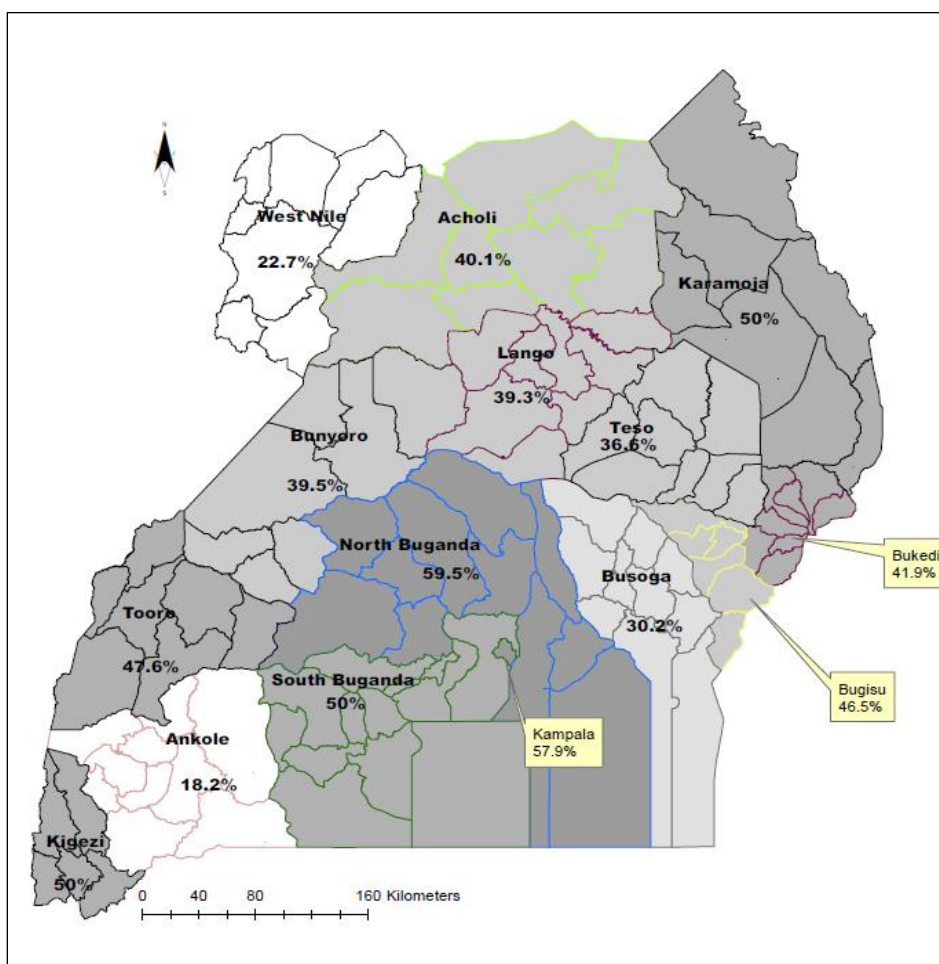 N
S
West Nile
22.7%
Acholi
40.1%
Karamoja
50%
Lango
39.3%
Teso
36.6%
Bunyoro
39.5%
North Buganda
59.5%
Busoga
30.2%
Bukedi
41.9%
Tooro
47.6%
South Buganda
50%
Bugisu
46.5%
Kampala
57.9%
Ankole
18.2%
Kigezi
50%
0 40 80 160 Kilometers